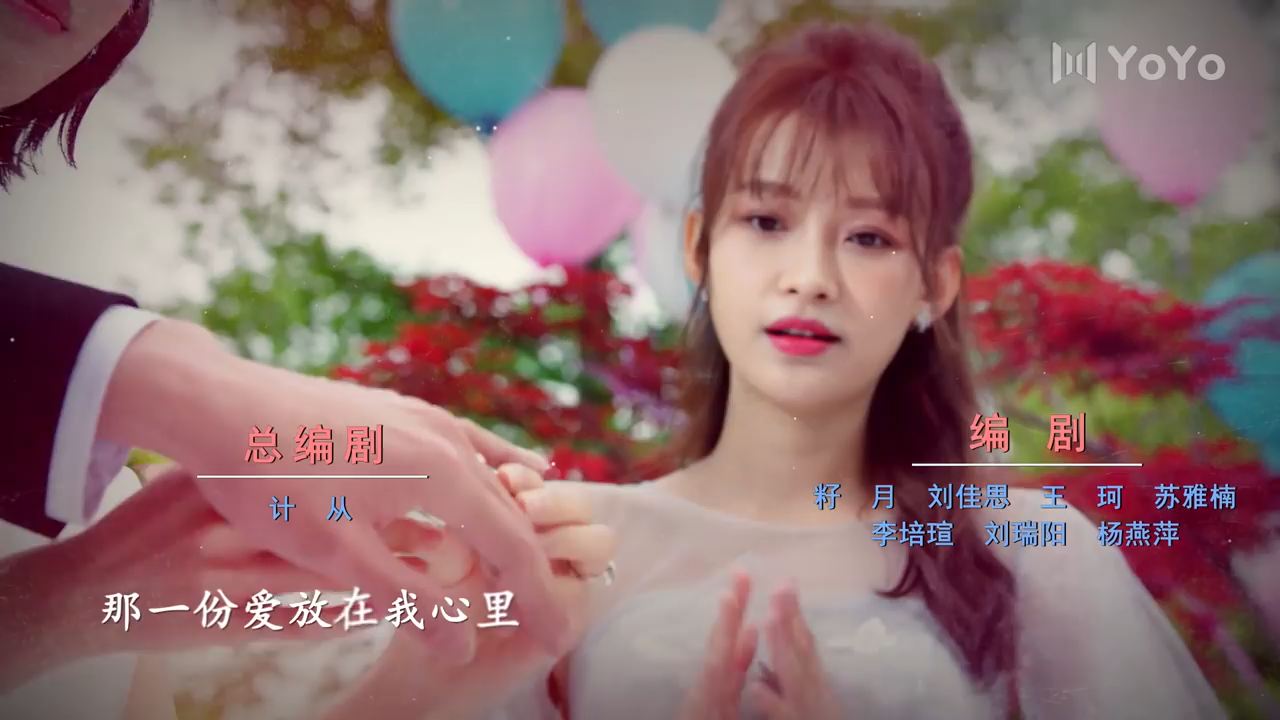 YoYo
总编剧
计 从
编 剧
籽 月 刘佳思 王 珂 苏雅楠
李培瑄 刘瑞阳 杨燕萍
那一份爱放在我心里